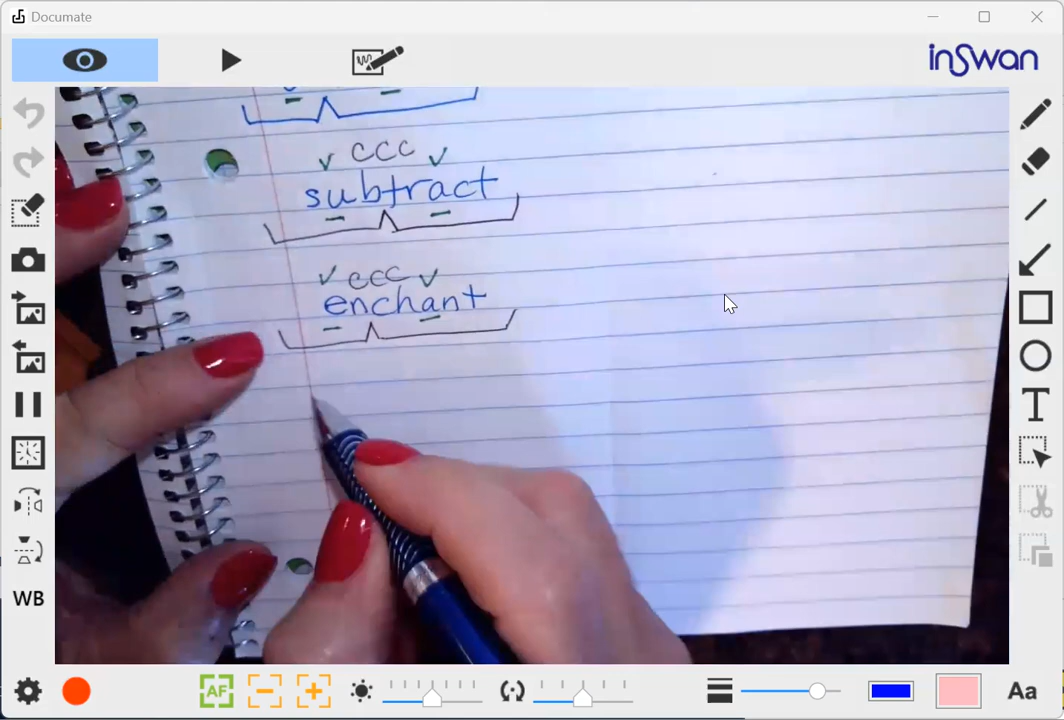 Documate
inswan
v ccc v
subtract
v ccc v
enchant
T
WB
AF
Aa